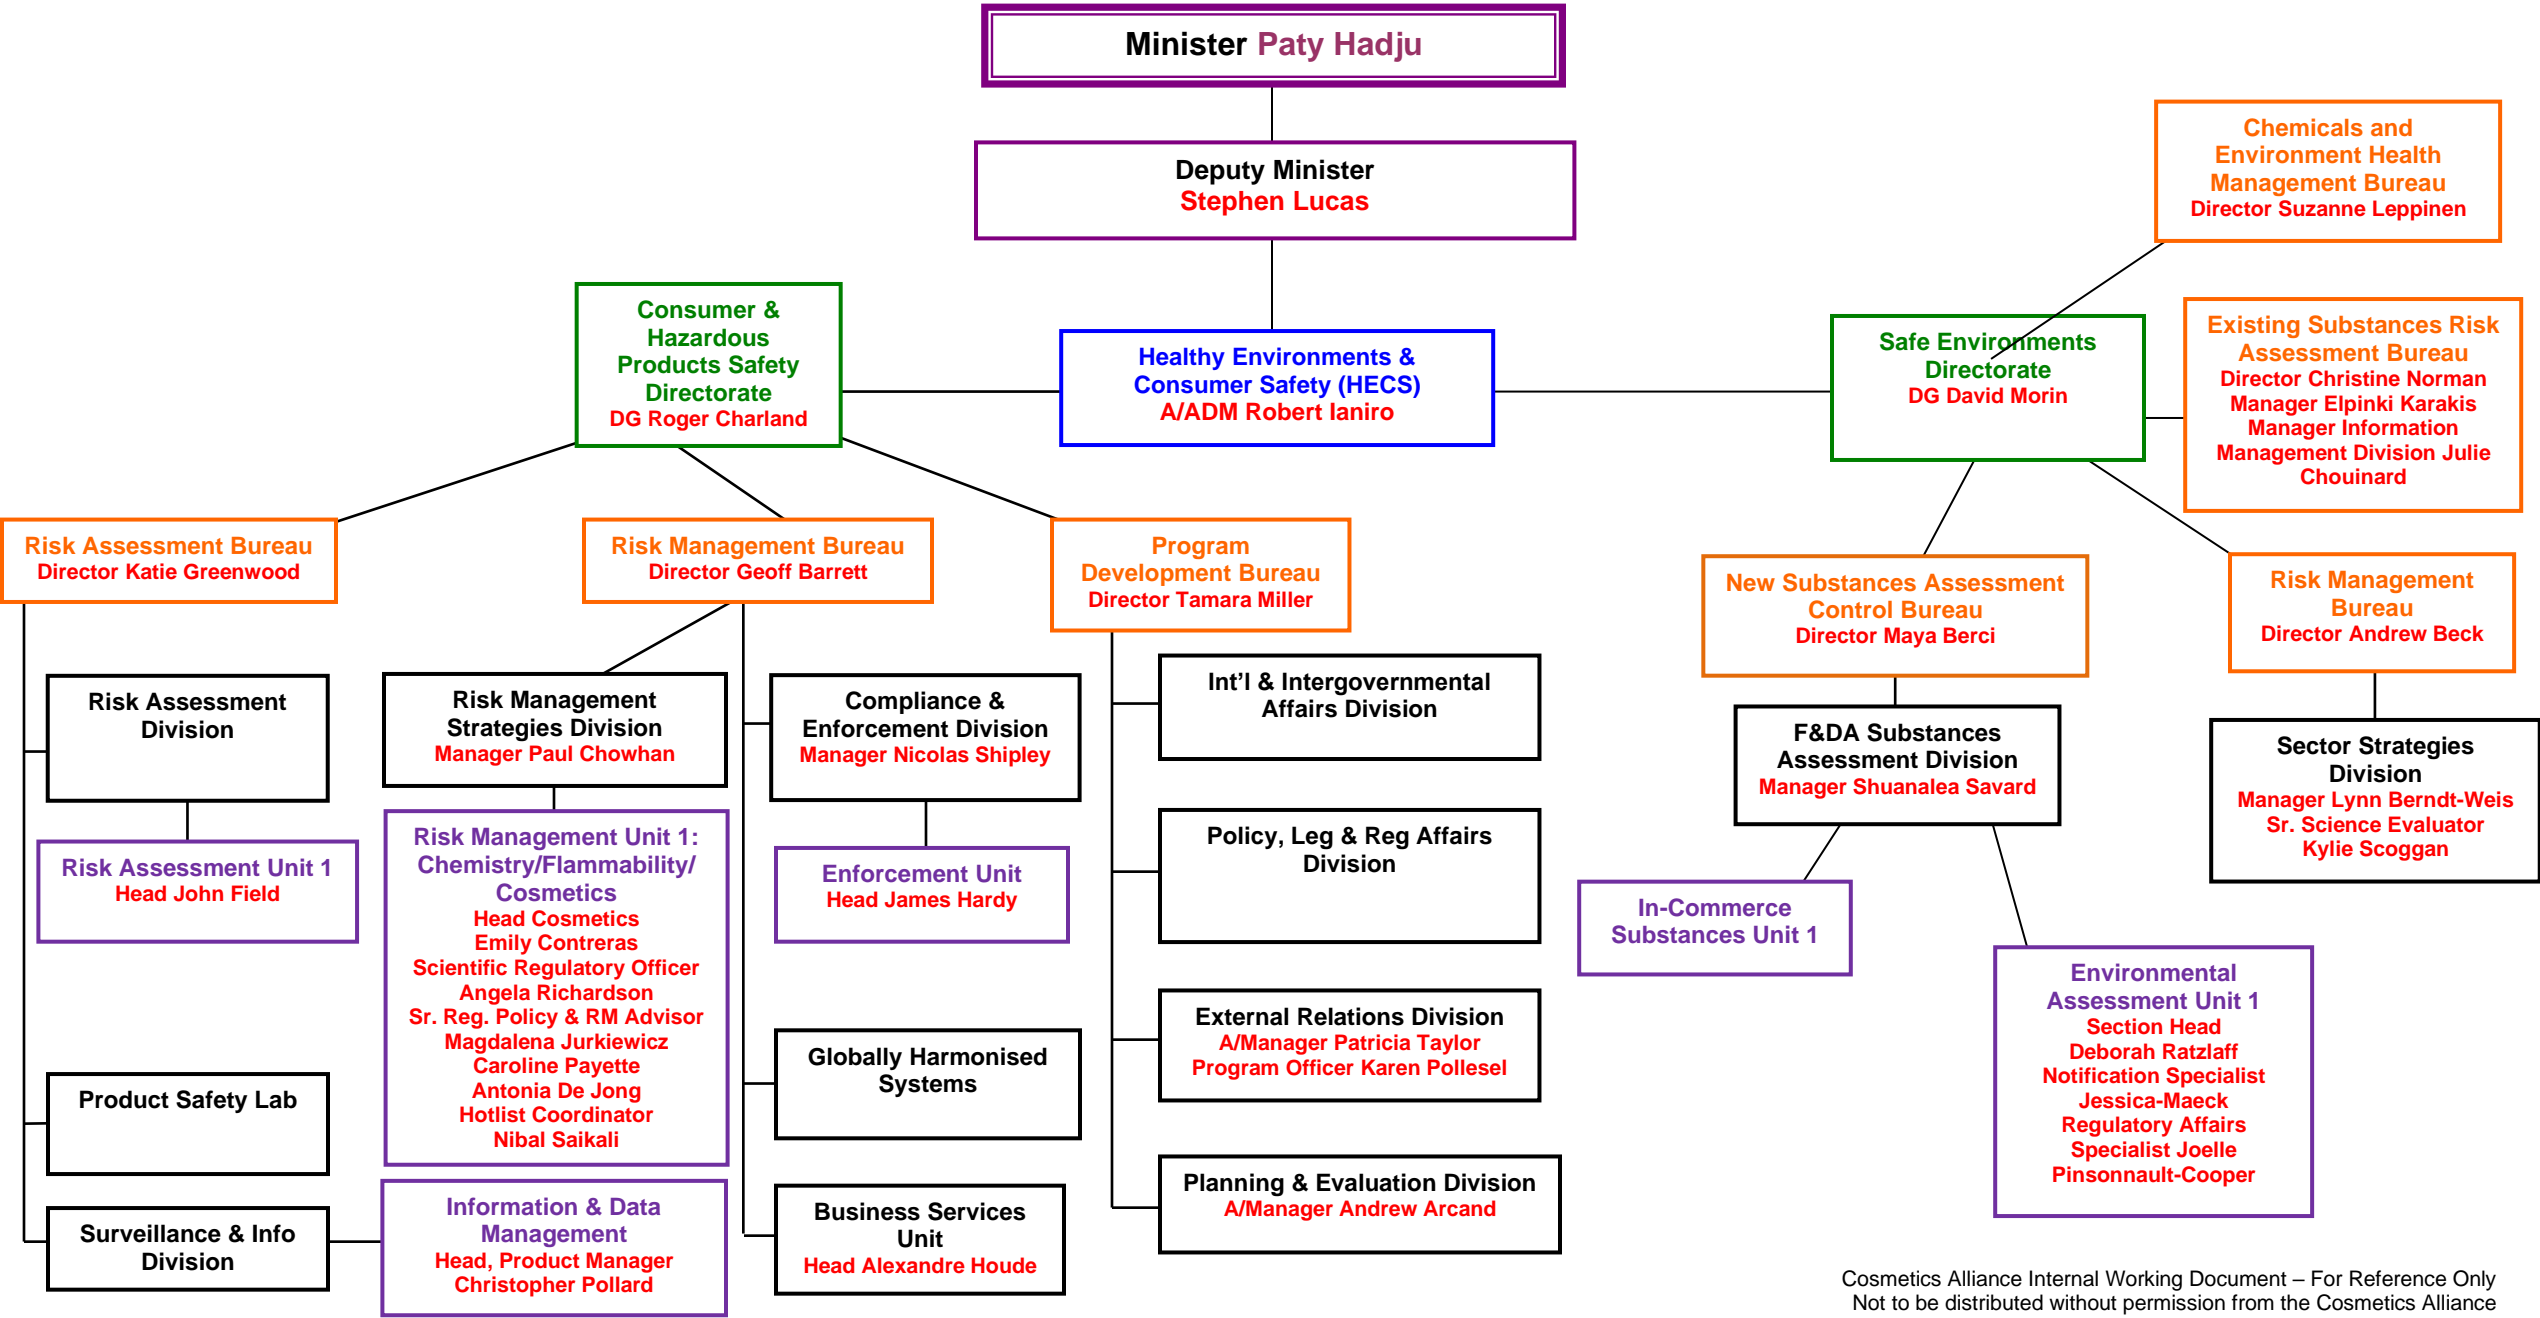 Minister Paty Hadju
Deputy Minister
Stephen Lucas
Chemicals and
Environment Health
Management Bureau
Director Suzanne Leppinen
Consumer &
Hazardous
Products Safety
Directorate
DG Roger Charland
Healthy Environments &
Consumer Safety (HECS)
A/ADM Robert Ianiro
Safe Environments
Directorate
DG David Morin
Existing Substances Risk
Assessment Bureau
Director Christine Norman
Manager Elpinki Karakis
Manager Information
Management Division Julie
Chouinard
Risk Assessment Bureau
Director Katie Greenwood
Risk Management Bureau
Director Geoff Barrett
Program
Development Bureau
Director Tamara Miller
New Substances Assessment
Control Bureau
Director Maya Berci
Risk Management
Bureau
Director Andrew Beck
Risk Assessment
Division
Risk Assessment Unit 1
Head John Field
Product Safety Lab
Surveillance & Info
Division
Risk Management
Strategies Division
Manager Paul Chowhan
Risk Management Unit 1:
Chemistry/Flammability/
Cosmetics
Head Cosmetics
Emily Contreras
Scientific Regulatory Officer
Angela Richardson
Sr. Reg. Policy & RM Advisor
Magdalena Jurkiewicz
Caroline Payette
Antonia De Jong
Hotlist Coordinator
Nibal Saikali
Information & Data
Management
Head, Product Manager
Christopher Pollard
Compliance &
Enforcement Division
Manager Nicolas Shipley
Enforcement Unit
Head James Hardy
Globally Harmonised
Systems
Business Services
Unit
Head Alexandre Houde
Int’l & Intergovernmental
Affairs Division
Policy, Leg & Reg Affairs
Division
External Relations Division
A/Manager Patricia Taylor
Program Officer Karen Pollesel
Planning & Evaluation Division
A/Manager Andrew Arcand
F&DA Substances
Assessment Division
Manager Shuanalea Savard
In-Commerce
Substances Unit 1
Environmental
Assessment Unit 1
Section Head
Deborah Ratzlaff
Notification Specialist
Jessica-Maeck
Regulatory Affairs
Specialist Joelle
Pinsonnault-Cooper
Sector Strategies
Division
Manager Lynn Berndt-Weis
Sr. Science Evaluator
Kylie Scoggan
Cosmetics Alliance Internal Working Document – For Reference Only
Not to be distributed without permission from the Cosmetics Alliance